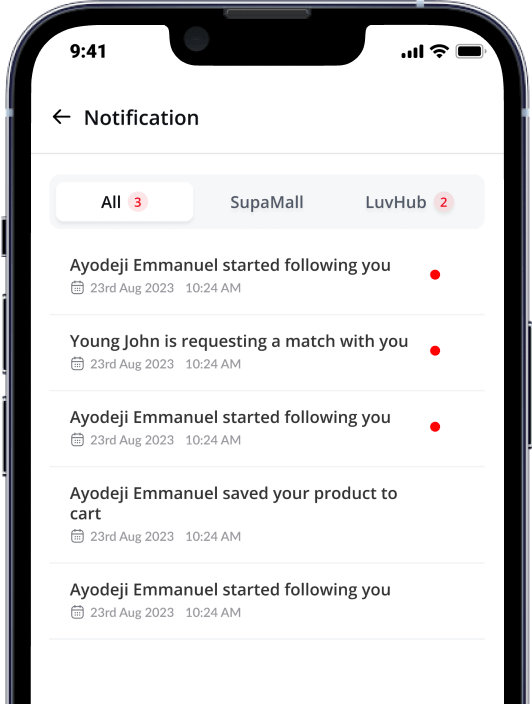 9:41
Notification
All 3 SupaMall LuvHub 2
Ayodeji Emmanuel started following you
23rd Aug 2023 10:24 AM
Young John is requesting a match with you
23rd Aug 2023 10:24 AM
Ayodeji Emmanuel started following you
23rd Aug 2023 10:24 AM
Ayodeji Emmanuel saved your product to
cart
23rd Aug 2023 10:24 AM
Ayodeji Emmanuel started following you
23rd Aug 2023 10:24 AM